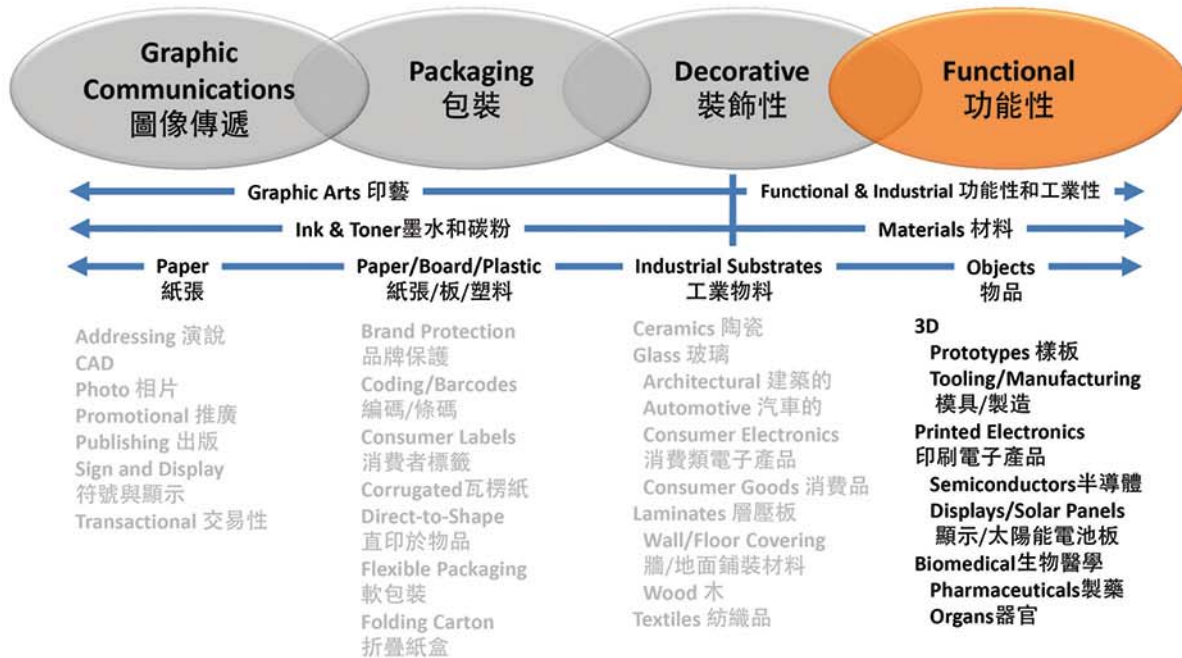 Graphic
Communications
圖像傳遞
Packaging
包裝
Decorative
裝飾性
Functional
功能性
Graphic Arts 印藝
Functional & Industrial 功能性和工業性
Ink & Toner墨水和碳粉
Materials 材料
Paper
紙張
Addressing 演說
CAD
Photo 相片
Promotional 推廣
Publishing 出版
Sign and Display
符號與顯示
Transactional 交易性
Paper/Board/Plastic
紙張/板/塑料
Brand Protection
品牌保護
Coding/Barcodes
編碼/條碼
Consumer Labels
消費者標籤
Corrugated瓦楞紙
Direct-to-Shape
直印於物品
Flexible Packaging
軟包裝
Folding Carton
折疊紙盒
Industrial Substrates
工業物料
Ceramics 陶瓷
Glass 玻璃
Architectural 建築的
Automotive 汽車的
Consumer Electronics
消費類電子產品
Consumer Goods 消費品
Laminates 層壓板
Wall/Floor Covering
牆/地面鋪裝材料
Wood 木
Textiles 紡織品
Objects
物品
3D
Prototypes 樣板
Tooling/Manufacturing
模具/製造
Printed Electronics
印刷電子產品
Semiconductors半導體
Displays/Solar Panels
顯示/太陽能電池板
Biomedical生物醫學
Pharmaceuticals製藥
Organs器官